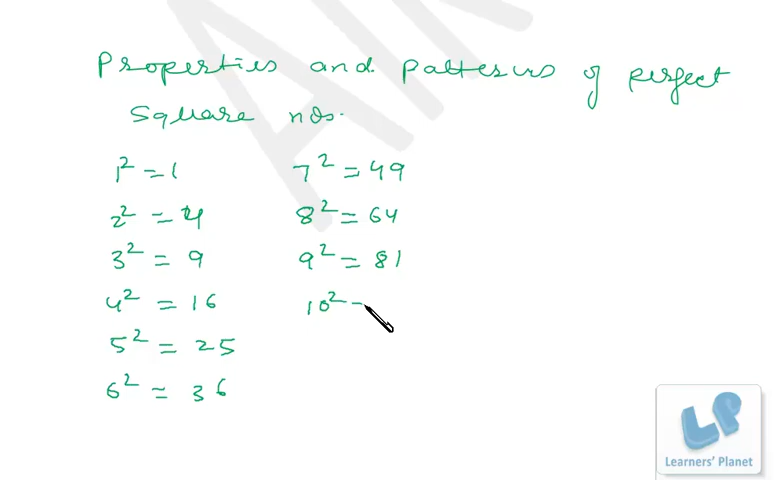 Properties and patterns of perfect
Square nos.
1² = 1
2² = 4
3² = 9
4² = 16
5² = 25
6² = 36
7² = 49
8² = 64
9² = 81
10² -
LP
Learners' Planet